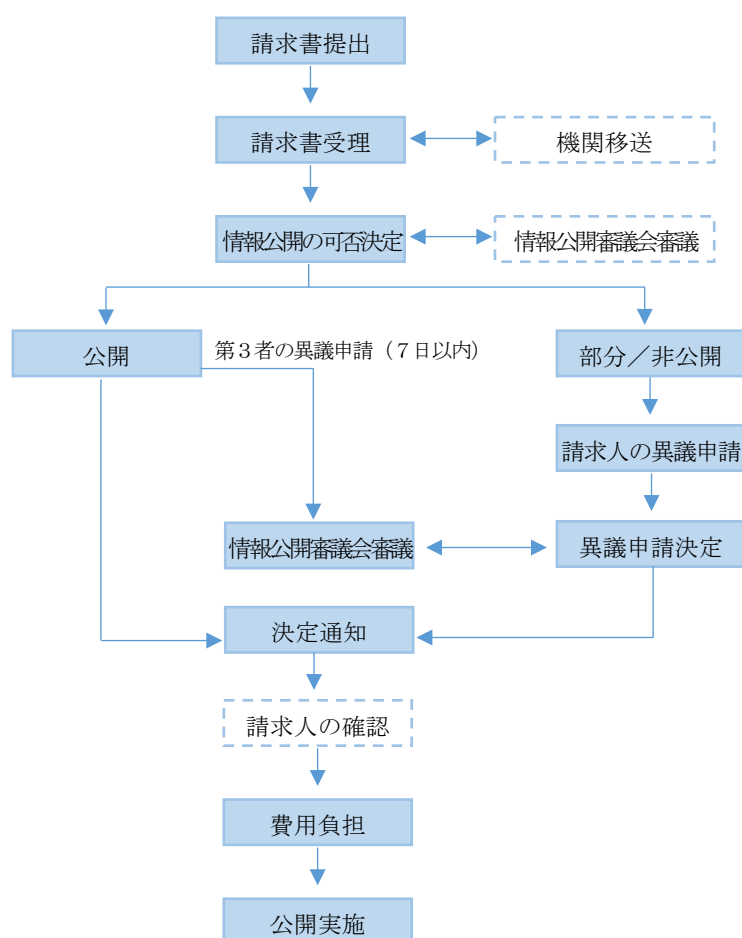 請求書提出
請求書受理
機関移送
情報公開の可否決定
情報公開審議会審議
公開
第３者の異議申請（７日以内）
部分／非公開
請求人の異議申請
情報公開審議会審議
異議申請決定
決定通知
請求人の確認
費用負担
公開実施